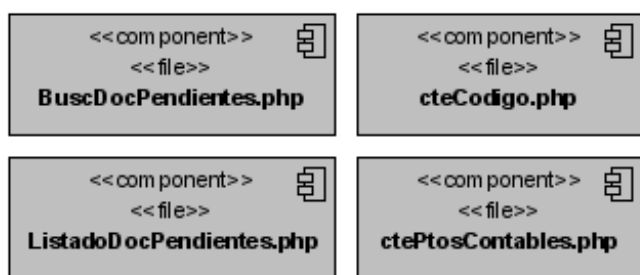 <<component>>
<<file>>
BuscDocPendientes.php
<<component>>
<<file>>
cteCodigo.php
<<component>>
<<file>>
ListadoDocPendientes.php
<<component>>
<<file>>
ctePtosContables.php